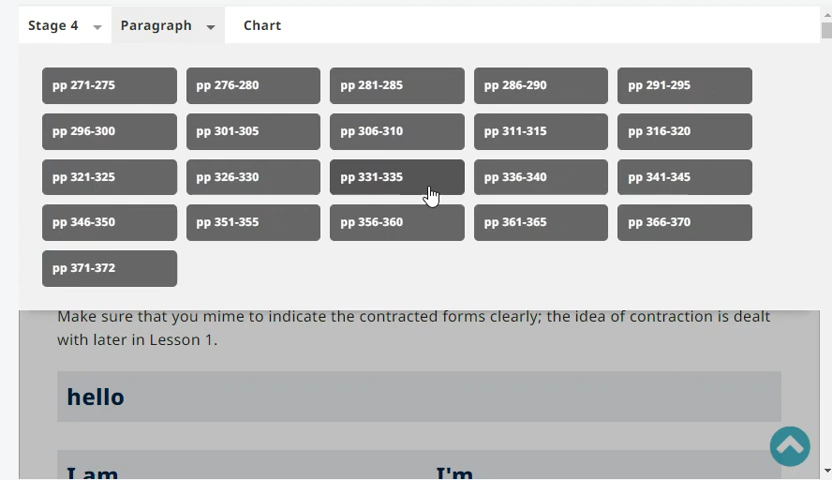 Stage 4 Paragraph Chart
pp 271-275 pp 276-280 pp 281-285 pp 286-290 pp 291-295
pp 296-300 pp 301-305 pp 306-310 pp 311-315 pp 316-320
pp 321-325 pp 326-330 pp 331-335 pp 336-340 pp 341-345
pp 346-350 pp 351-355 pp 356-360 pp 361-365 pp 366-370
pp 371-372
Make sure that you mime to indicate the contracted forms clearly; the idea of contraction is dealt
with later in Lesson 1.
hello
I am I'm